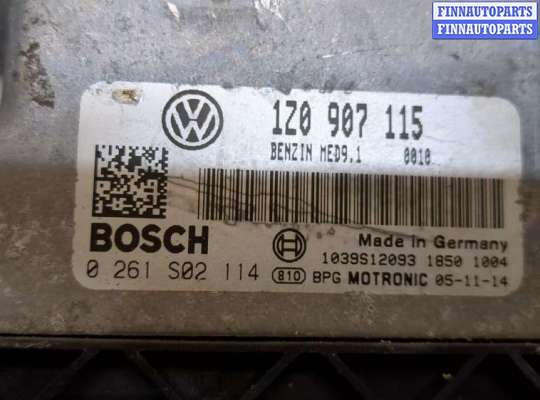 FINNAUTOPARTS
FINNAUTOPARTS
1Z0 907 115
BENZIN MED9.1 0010
BOSCH
Made in Germany
1039S12093 1850 1004
0 261 S02 114 810 BPG MOTRONIC 05-11-14